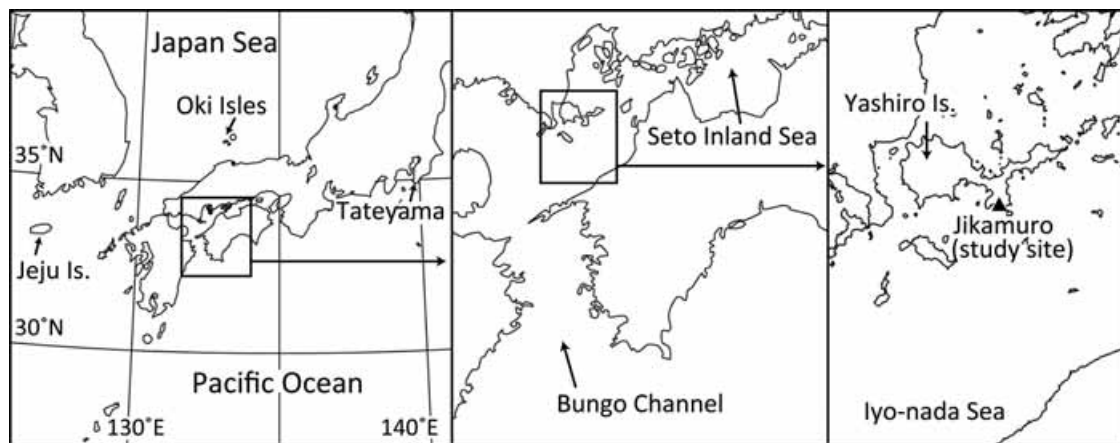 Japan Sea
Oki Isles
35˚N
Tateyama
Jeju Is.
30˚N
Pacific Ocean
130˚E
140˚E
Seto Inland Sea
Bungo Channel
Yashiro Is.
Jikamuro
(study site)
Iyo-nada Sea